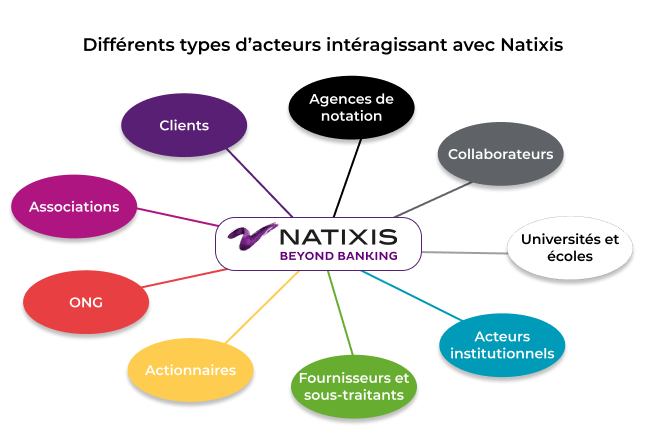 Différents types d’acteurs intéragissant avec Natixis
Agences de
notation
Clients
Collaborateurs
Associations
NATIXIS
BEYOND BANKING
Universités et
écoles
ONG
Acteurs
institutionnels
Actionnaires
Fournisseurs et
sous-traitants